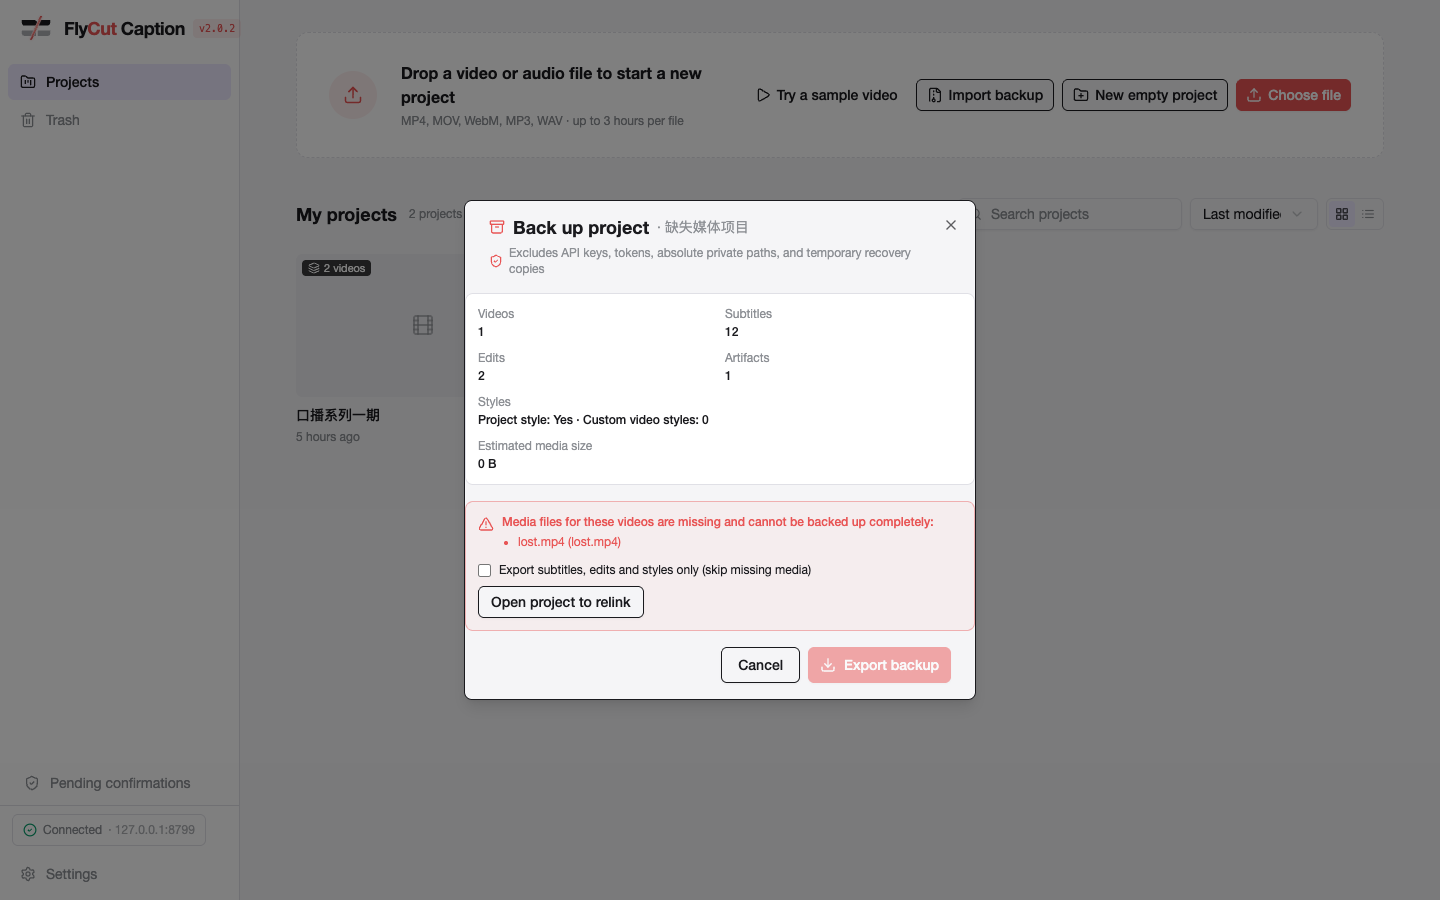 FlyCut Caption v2.0.2
Projects
Trash
Drop a video or audio file to start a new
project
MP4, MOV, WebM, MP3, WAV · up to 3 hours per file
Try a sample video
Import backup
New empty project
Choose file
My projects 2 projects
Search projects
Last modified
2 videos
口播系列一期
5 hours ago
Back up project · 缺失媒体项目
Excludes API keys, tokens, absolute private paths, and temporary recovery
copies
Videos
1
Subtitles
12
Edits
2
Artifacts
1
Styles
Project style: Yes · Custom video styles: 0
Estimated media size
0 B
Media files for these videos are missing and cannot be backed up completely:
• lost.mp4 (lost.mp4)
Export subtitles, edits and styles only (skip missing media)
Open project to relink
Cancel
Export backup
Pending confirmations
Connected · 127.0.0.1:8799
Settings